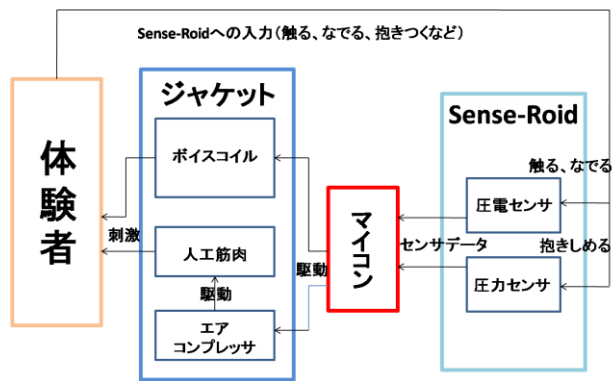 Sense-Roidへの入力(触る、なでる、抱きつくなど)
体験者
刺激
ジャケット
ボイスコイル
人工筋肉
駆動
エア
コンプレッサ
駆動
マイコン
センサデータ
Sense-Roid
触る、なでる
圧電センサ
抱きしめる
圧力センサ